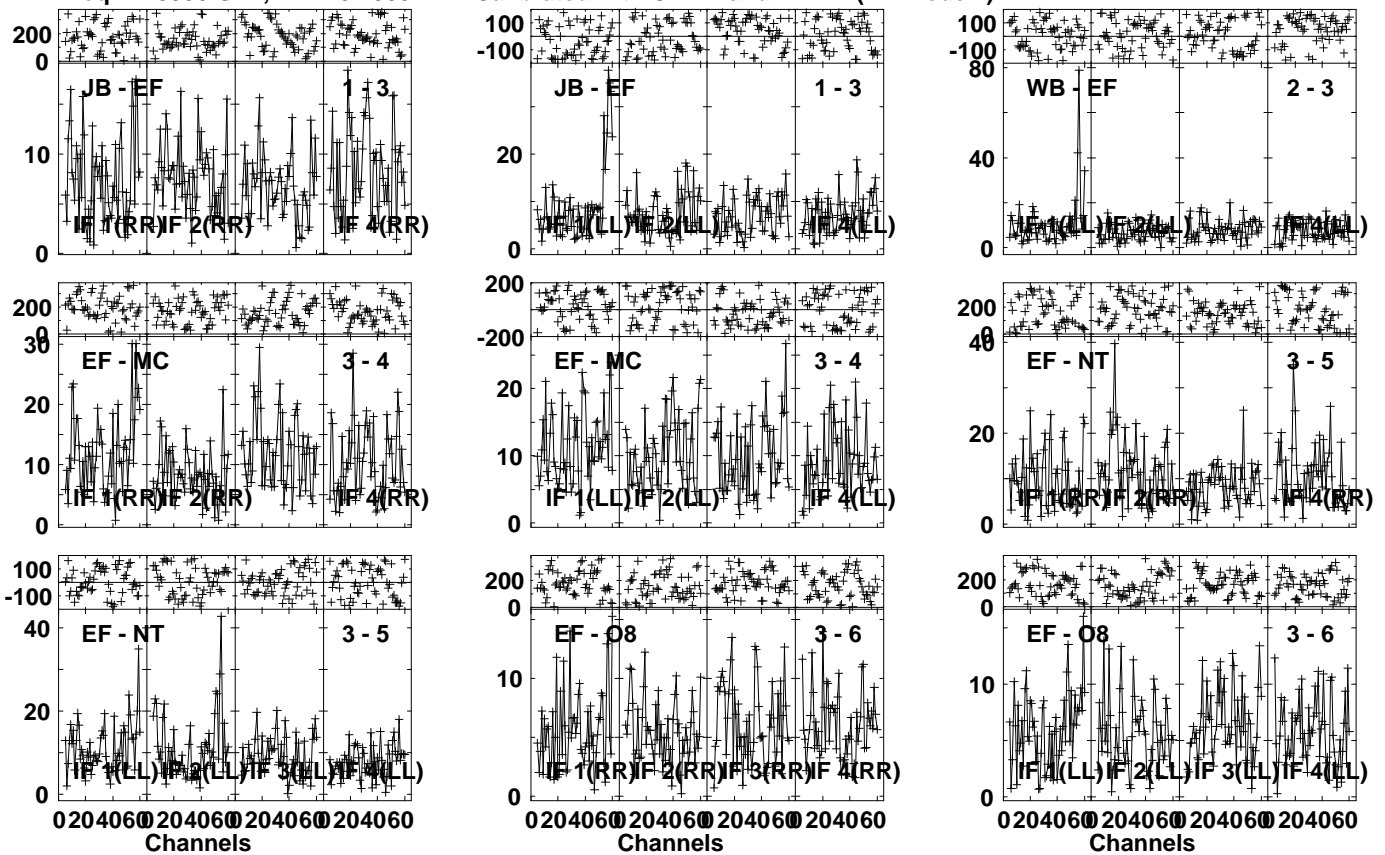 200
0
100
-100
100
-100
JB - EF 1 - 3
JB - EF 1 - 3
WB - EF 2 - 3
10
0
20
0
80
40
0
IF 1(RR) IF 2(RR) IF 4(RR)
IF 1(LL) IF 2(LL) IF 4(LL)
IF 1(LL) IF 2(LL) IF 4(LL)
200
0
200
-200
200
0
EF - MC 3 - 4
EF - MC 3 - 4
EF - NT 3 - 5
30
20
10
0
20
10
0
40
20
0
IF 1(RR) IF 2(RR) IF 4(RR)
IF 1(LL) IF 2(LL) IF 4(LL)
IF 1(RR) IF 2(RR) IF 4(RR)
100
-100
200
0
200
0
EF - NT 3 - 5
EF - O8 3 - 6
EF - O8 3 - 6
40
20
0
10
0
10
0
IF 1(LL) IF 2(LL) IF 3(LL) IF 4(LL)
IF 1(RR) IF 2(RR) IF 3(RR) IF 4(RR)
IF 1(LL) IF 2(LL) IF 3(LL) IF 4(LL)
0 20 40 60 0 20 40 60 0 20 40 60 0 20 40 60
0 20 40 60 0 20 40 60 0 20 40 60 0 20 40 60
0 20 40 60 0 20 40 60 0 20 40 60 0 20 40 60
Channels Channels Channels